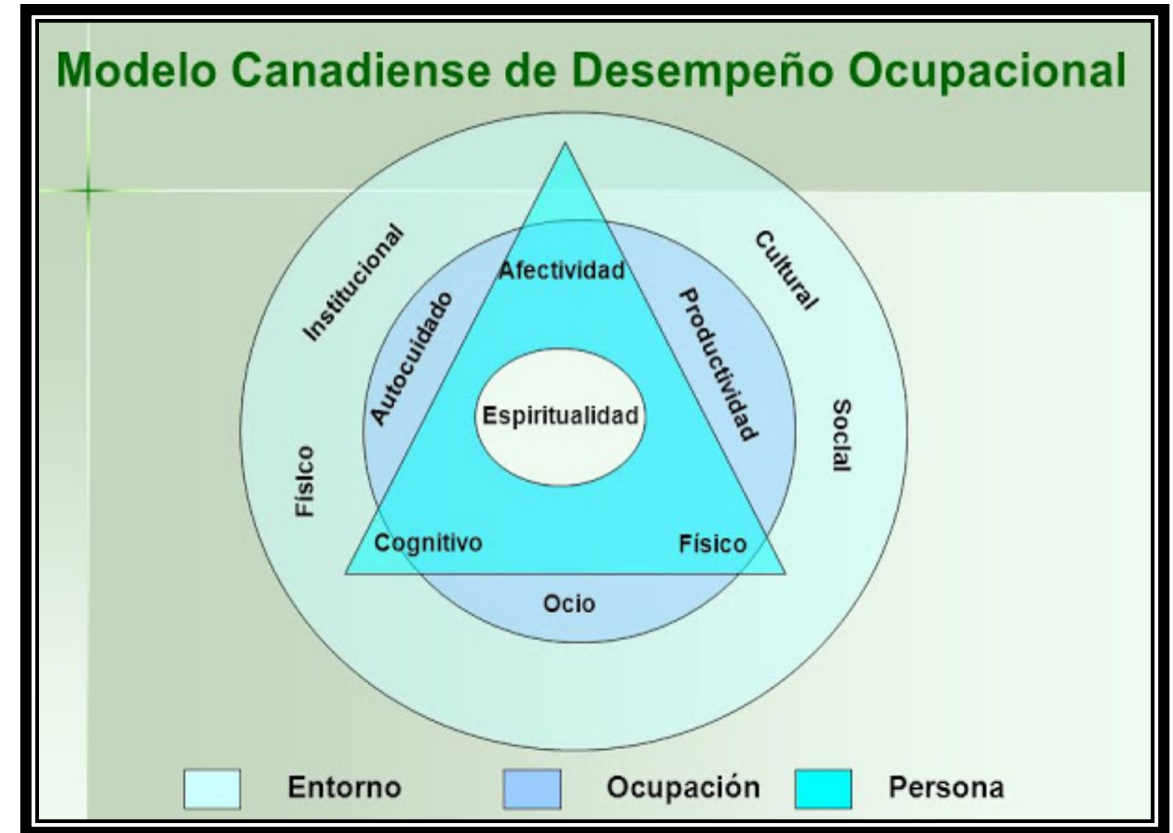 Modelo Canadiense de Desempeño Ocupacional
Institucional
Cultural
Afectividad
Autocuidado
Productividad
Espiritualidad
Social
Físico
Cognitivo
Físico
Ocio
Entorno
Ocupación
Persona